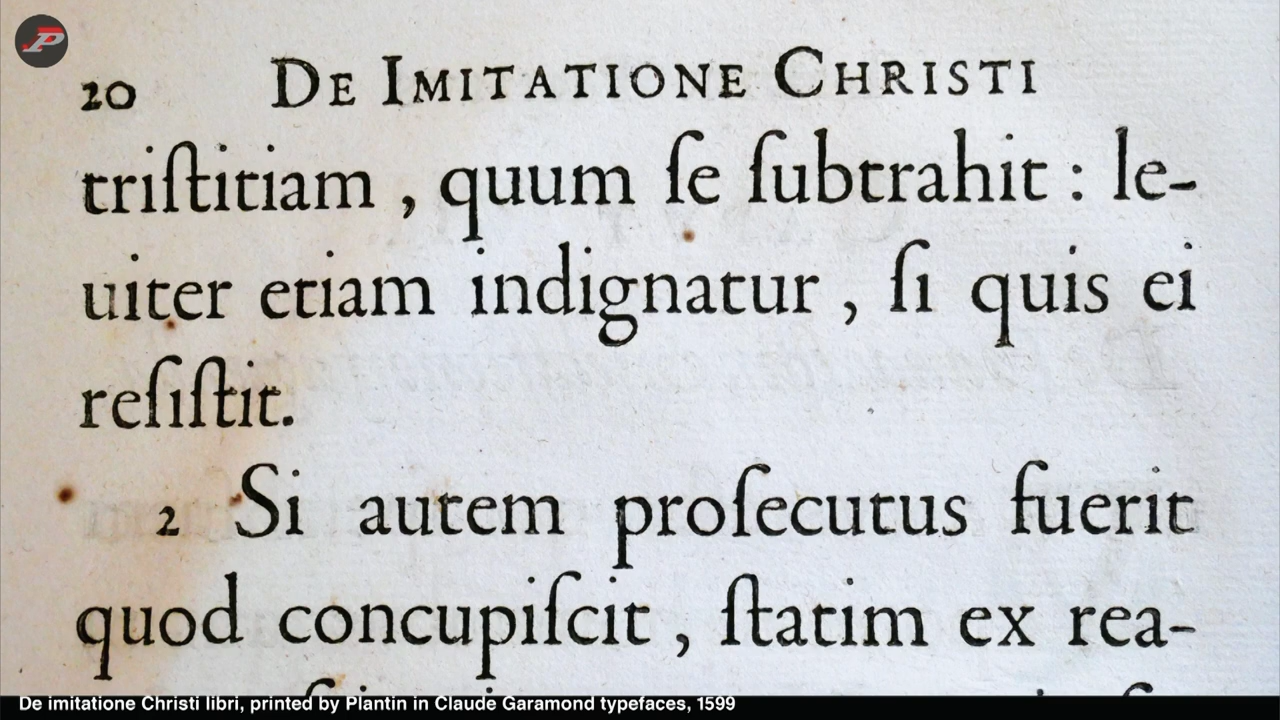 20 DE IMITATIONE CHRISTI
triſtitiam , quum ſe ſubtrahit : le-
uiter etiam indignatur , ſi quis ei
reſiſtit.
2 Si autem proſecutus fuerit
quod concupiſcit , ſtatim ex rea-
De imitatione Christi libri, printed by Plantin in Claude Garamond typefaces, 1599